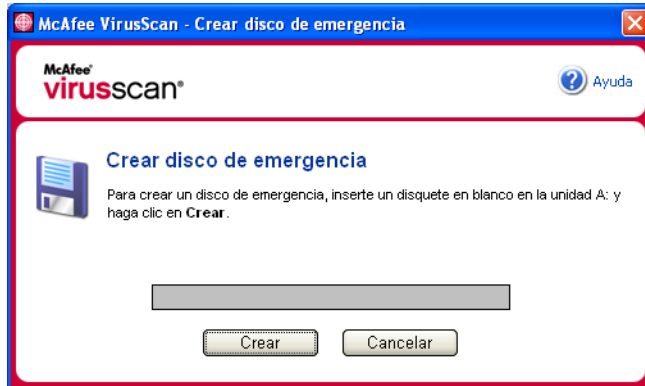 McAfee VirusScan - Crear disco de emergencia
McAfee®
virusscan®
Ayuda
Crear disco de emergencia
Para crear un disco de emergencia, inserte un disquete en blanco en la unidad A: y
haga clic en Crear.
Crear
Cancelar